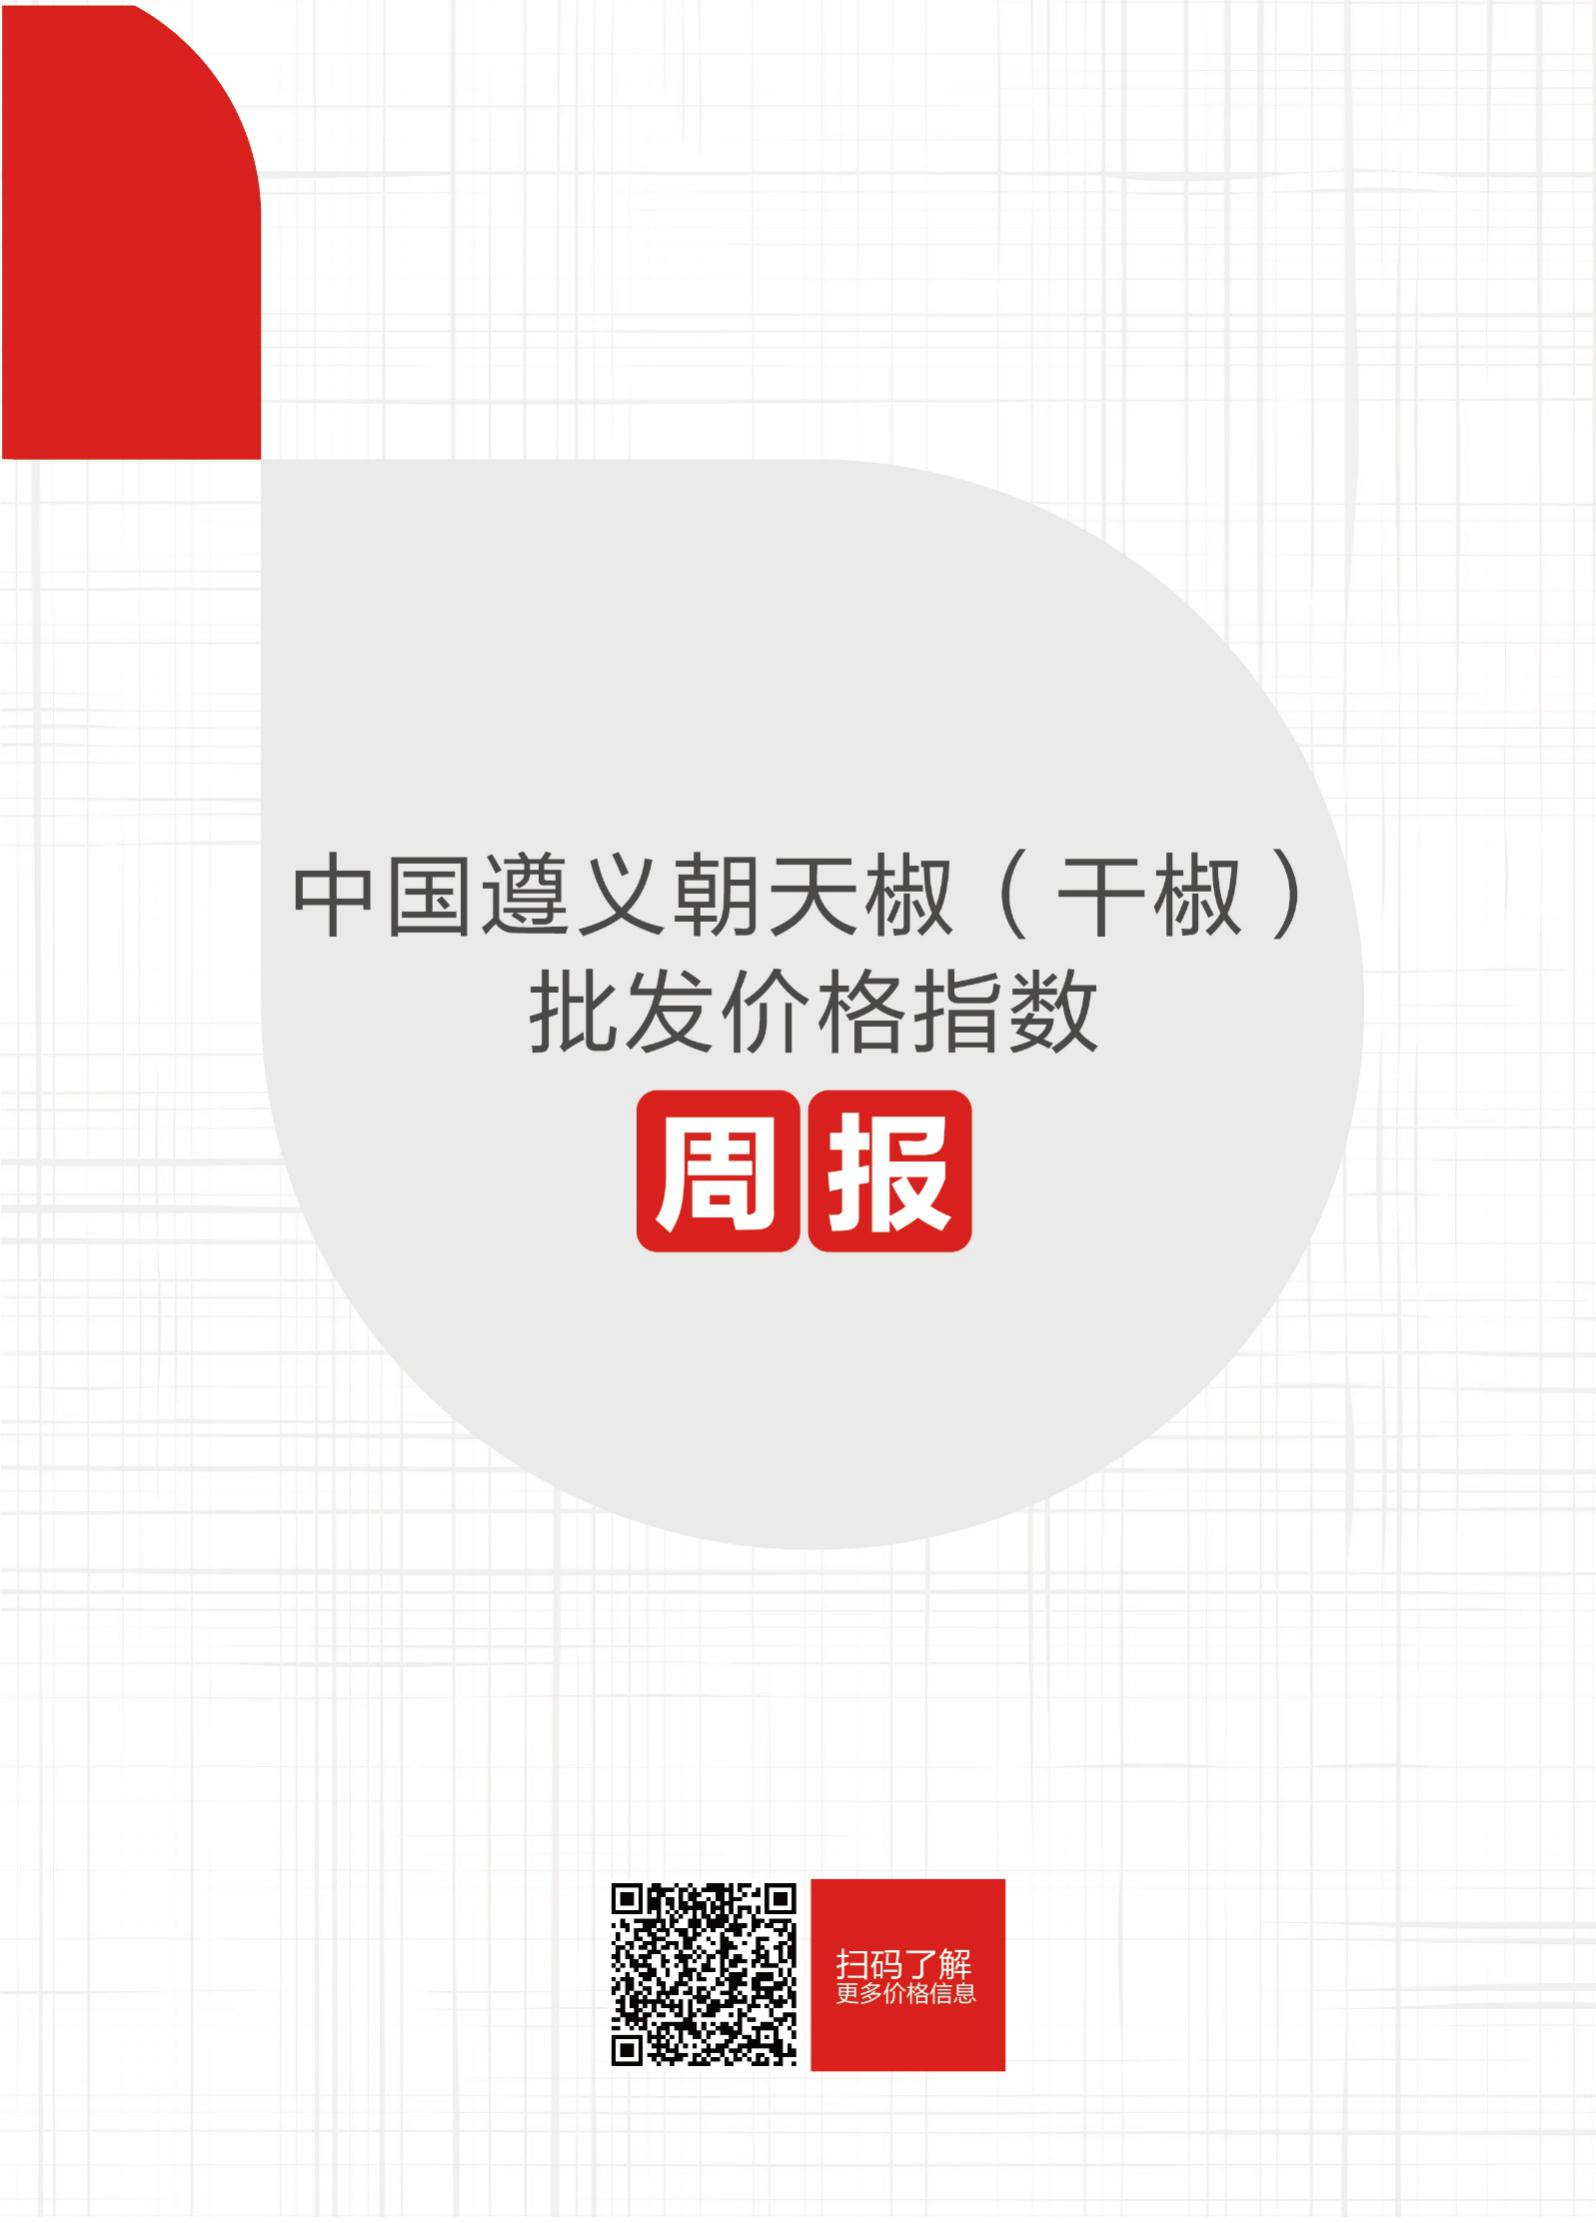 中国遵义朝天椒（干椒）
批发价格指数
周报
扫码了解
更多价格信息